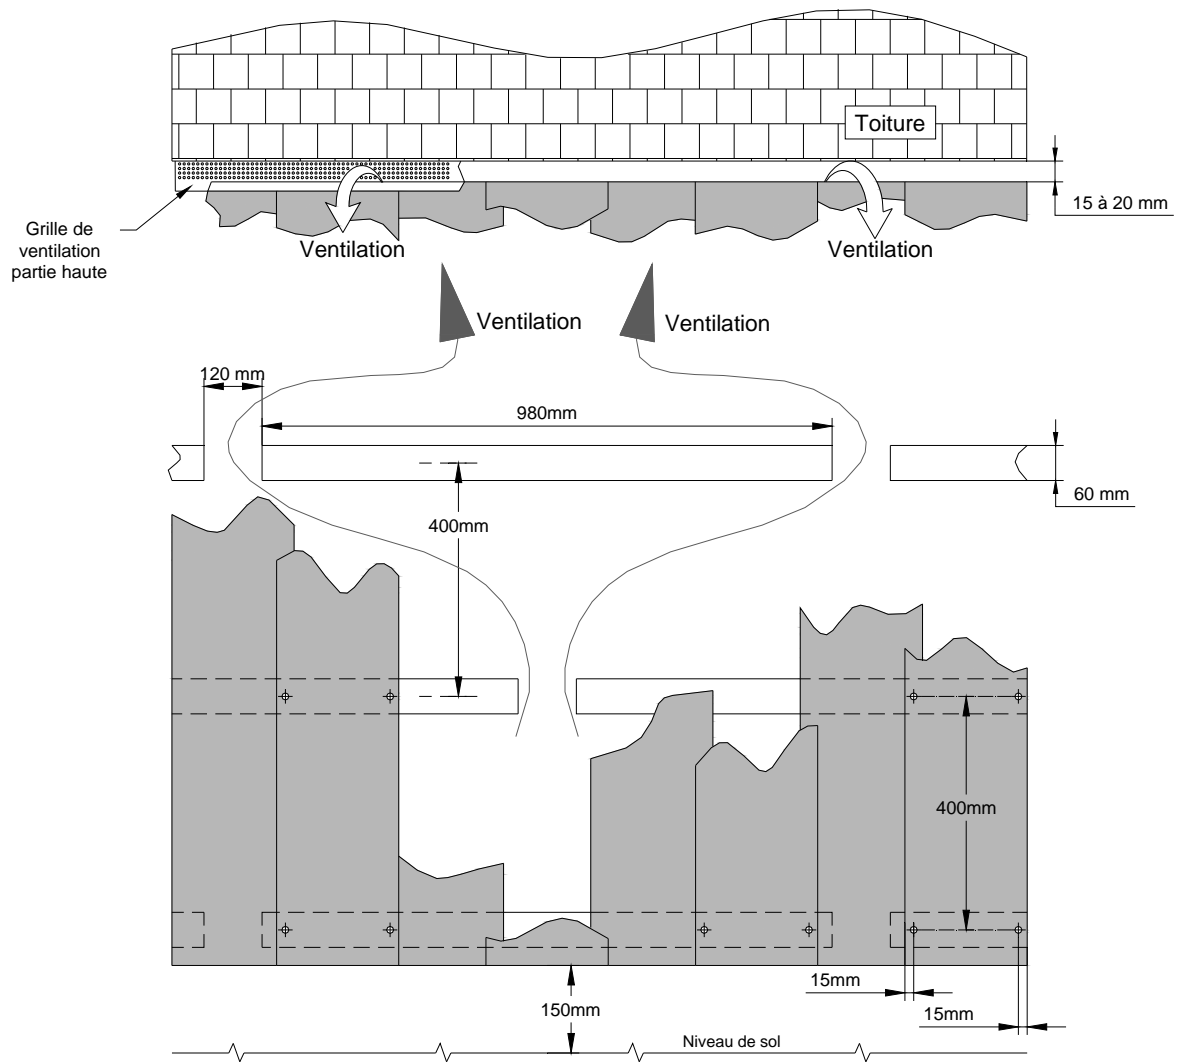 Toiture
15 à 20 mm
Grille de
ventilation
partie haute
Ventilation
Ventilation
Ventilation
Ventilation
120 mm
980mm
60 mm
400mm
400mm
15mm
150mm
15mm
Niveau de sol